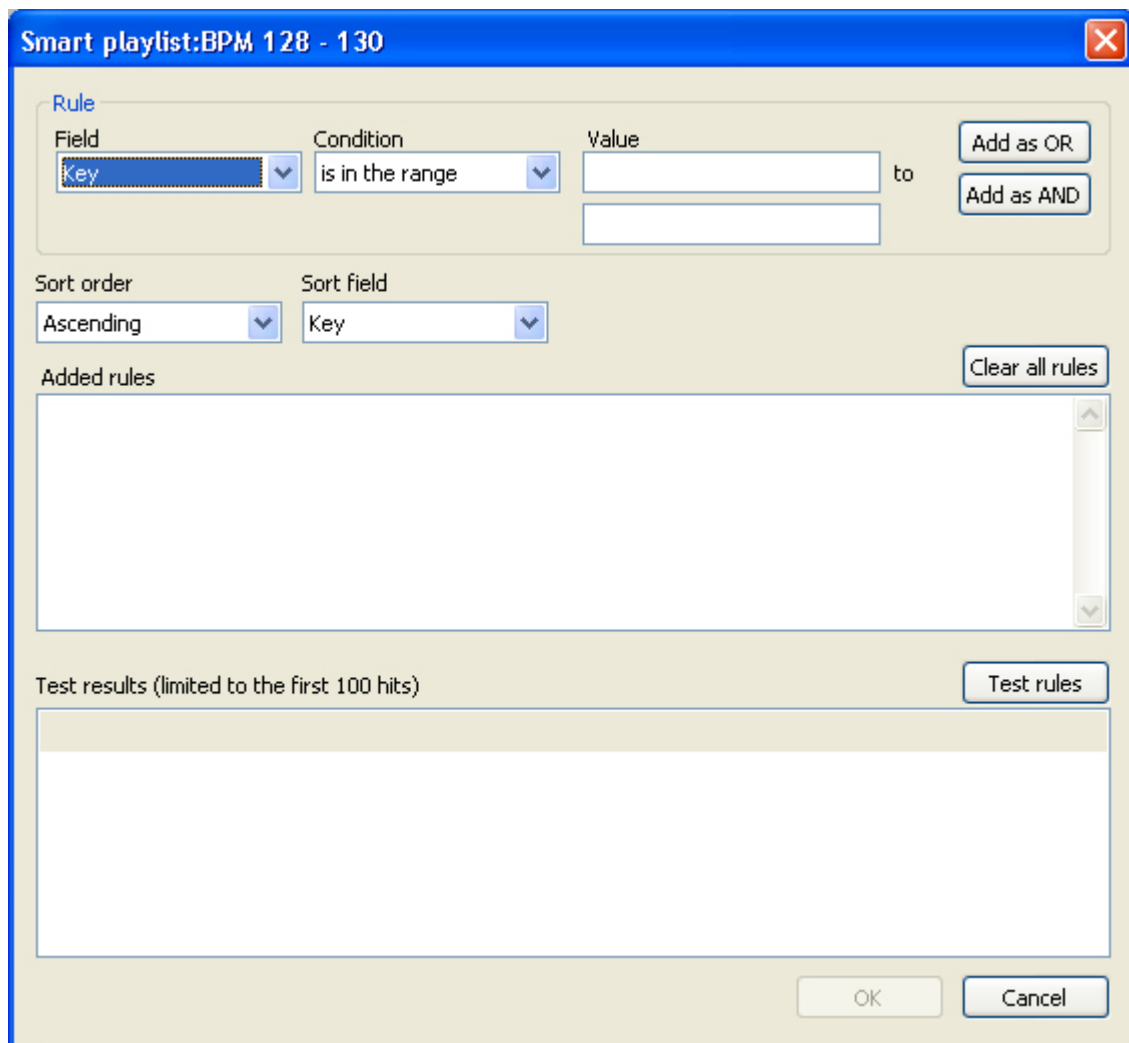 Smart playlist:BPM 128 - 130
Rule
Field Condition Value
Add as OR
Key is in the range to
Add as AND
Sort order Sort field
Ascending Key
Clear all rules
Added rules
Test results (limited to the first 100 hits) Test rules
OK Cancel